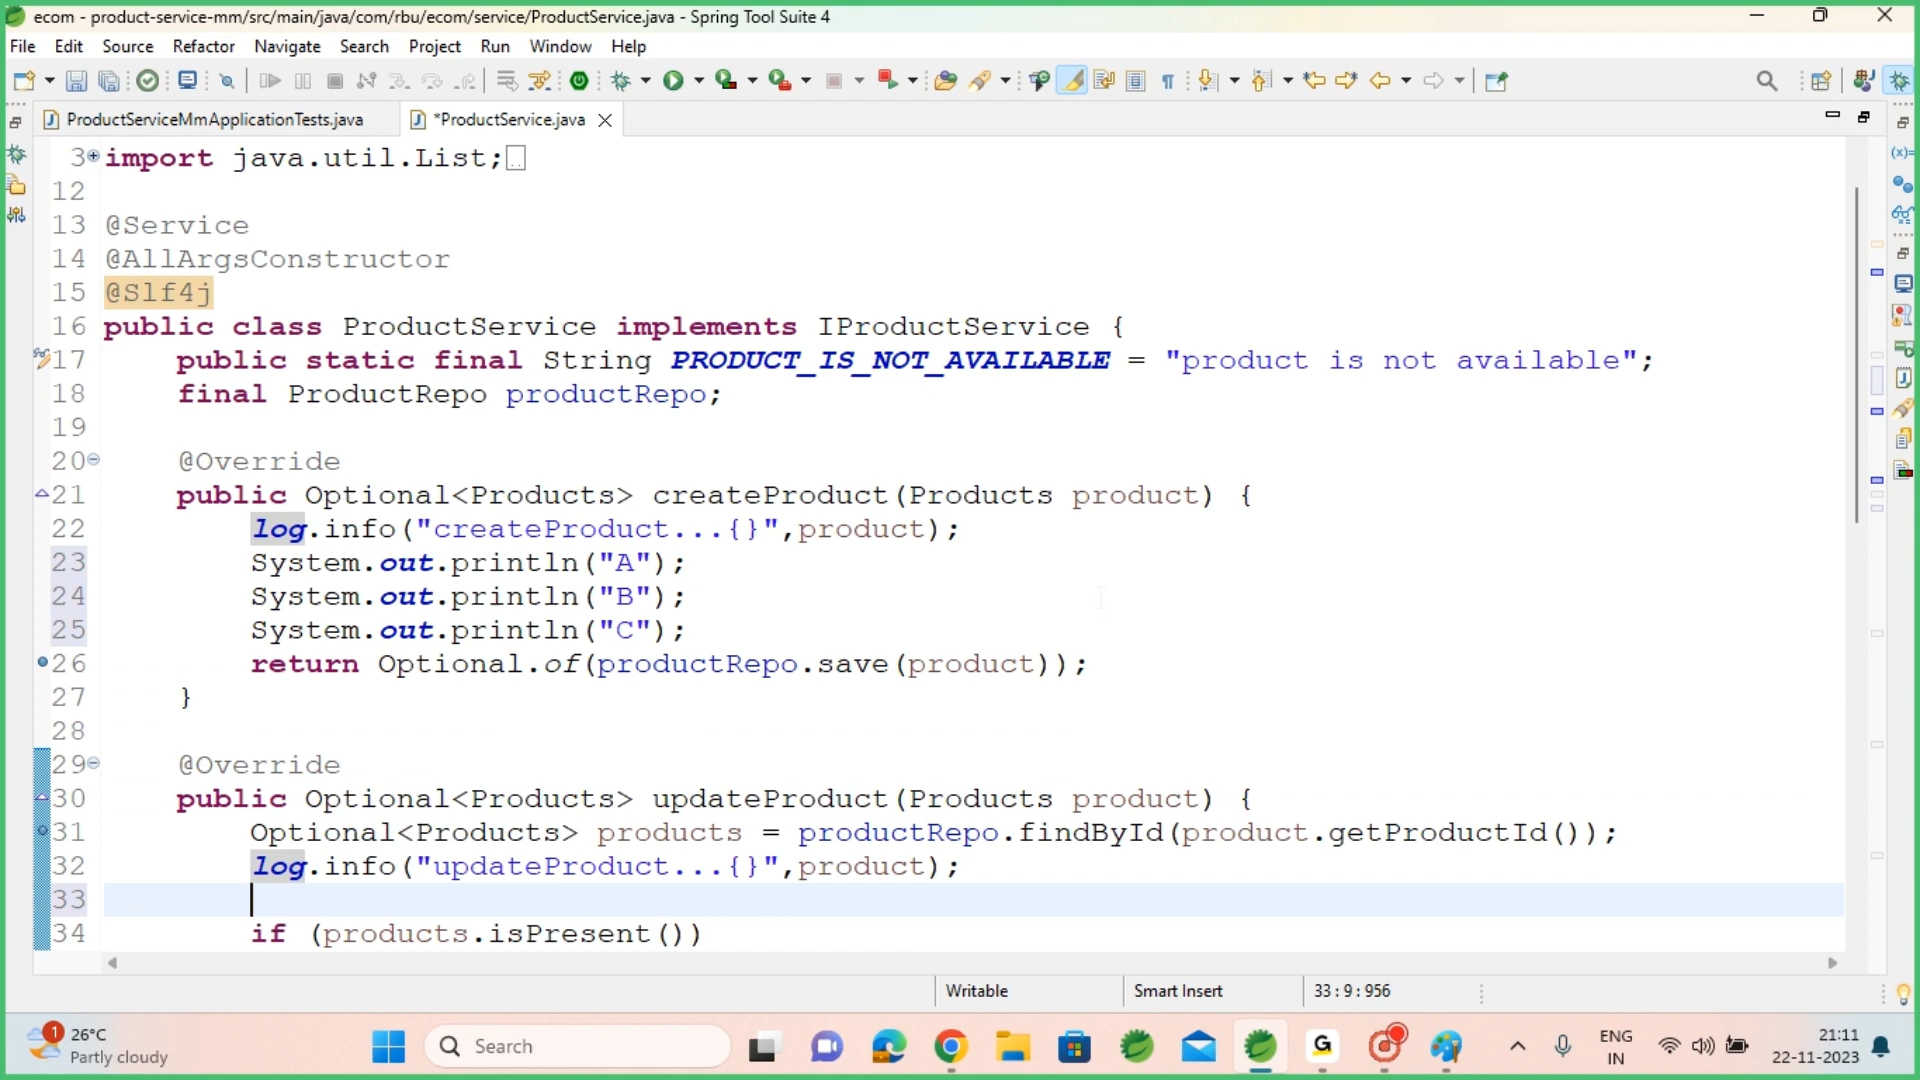 ecom - product-service-mm/src/main/java/com/rbu/ecom/service/ProductService.java - Spring Tool Suite 4
File Edit Source Refactor Navigate Search Project Run Window Help
ProductServiceMmApplicationTests.java *ProductService.java
3 import java.util.List;
12
13 @Service
14 @AllArgsConstructor
15 @Slf4j
16 public class ProductService implements IProductService {
17 public static final String PRODUCT_IS_NOT_AVAILABLE = "product is not available";
18 final ProductRepo productRepo;
19
20 @Override
21 public Optional<Products> createProduct(Products product) {
22 log.info("createProduct...{}",product);
23 System.out.println("A");
24 System.out.println("B");
25 System.out.println("C");
26 return Optional.of(productRepo.save(product));
27 }
28
29 @Override
30 public Optional<Products> updateProduct(Products product) {
31 Optional<Products> products = productRepo.findById(product.getProductId());
32 log.info("updateProduct...{}",product);
33
34 if (products.isPresent())
Writable Smart Insert 33 : 9 : 956
1 26°C
Partly cloudy
Search
ENG
IN
21:11
22-11-2023